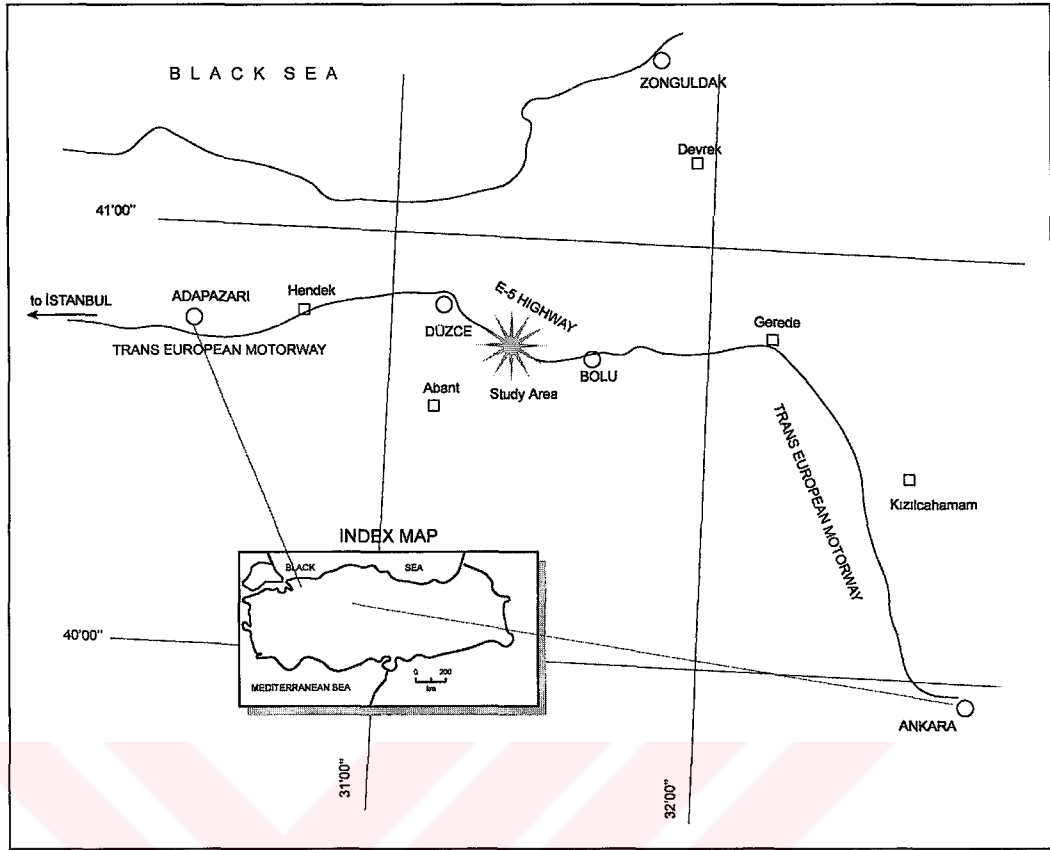 BLACK SEA
ZONGULDAK
Devrek
41'00"
to İSTANBUL
ADAPAZARI
Hendek
E-5 HIGHWAY
DÜZCE
Gerede
TRANS EUROPEAN MOTORWAY
BOLU
Abant
Study Area
TRANS EUROPEAN MOTORWAY
Kızılcahamam
INDEX MAP
BLACK SEA
40'00"
0 200
km
MEDITERRANEAN SEA
ANKARA
31'00"
32'00"